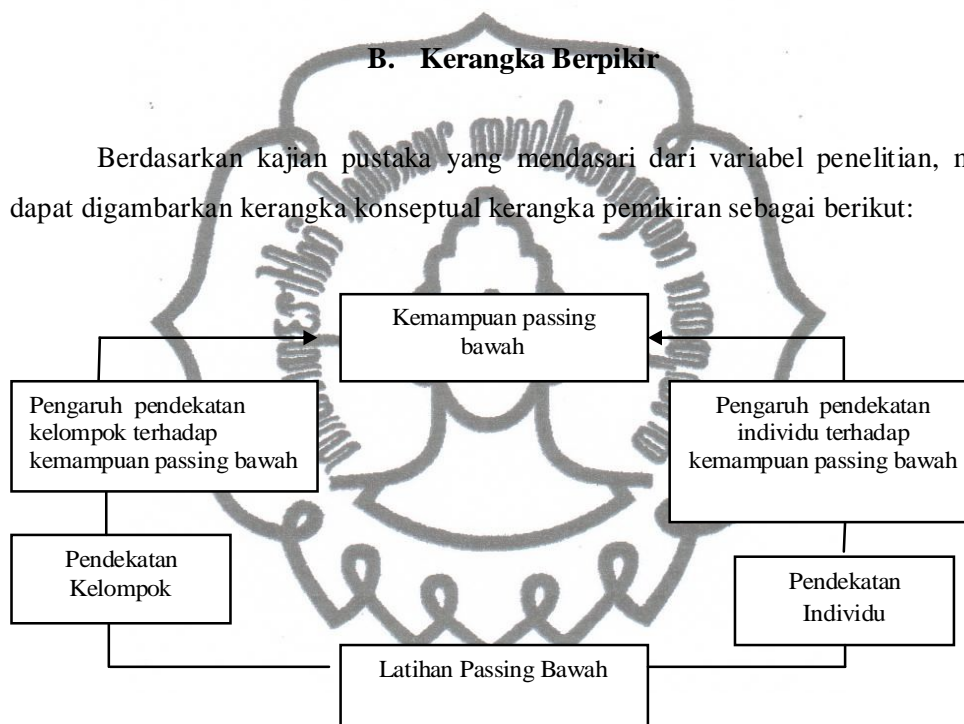 B. Kerangka Berpikir
Berdasarkan kajian pustaka yang mendasari dari variabel penelitian, m
dapat digambarkan kerangka konseptual kerangka pemikiran sebagai berikut:
Kemampuan passing
bawah
Pengaruh pendekatan
kelompok terhadap
kemampuan passing bawah
Pengaruh pendekatan
individu terhadap
kemampuan passing bawah
Pendekatan
Kelompok
Pendekatan
Individu
Latihan Passing Bawah